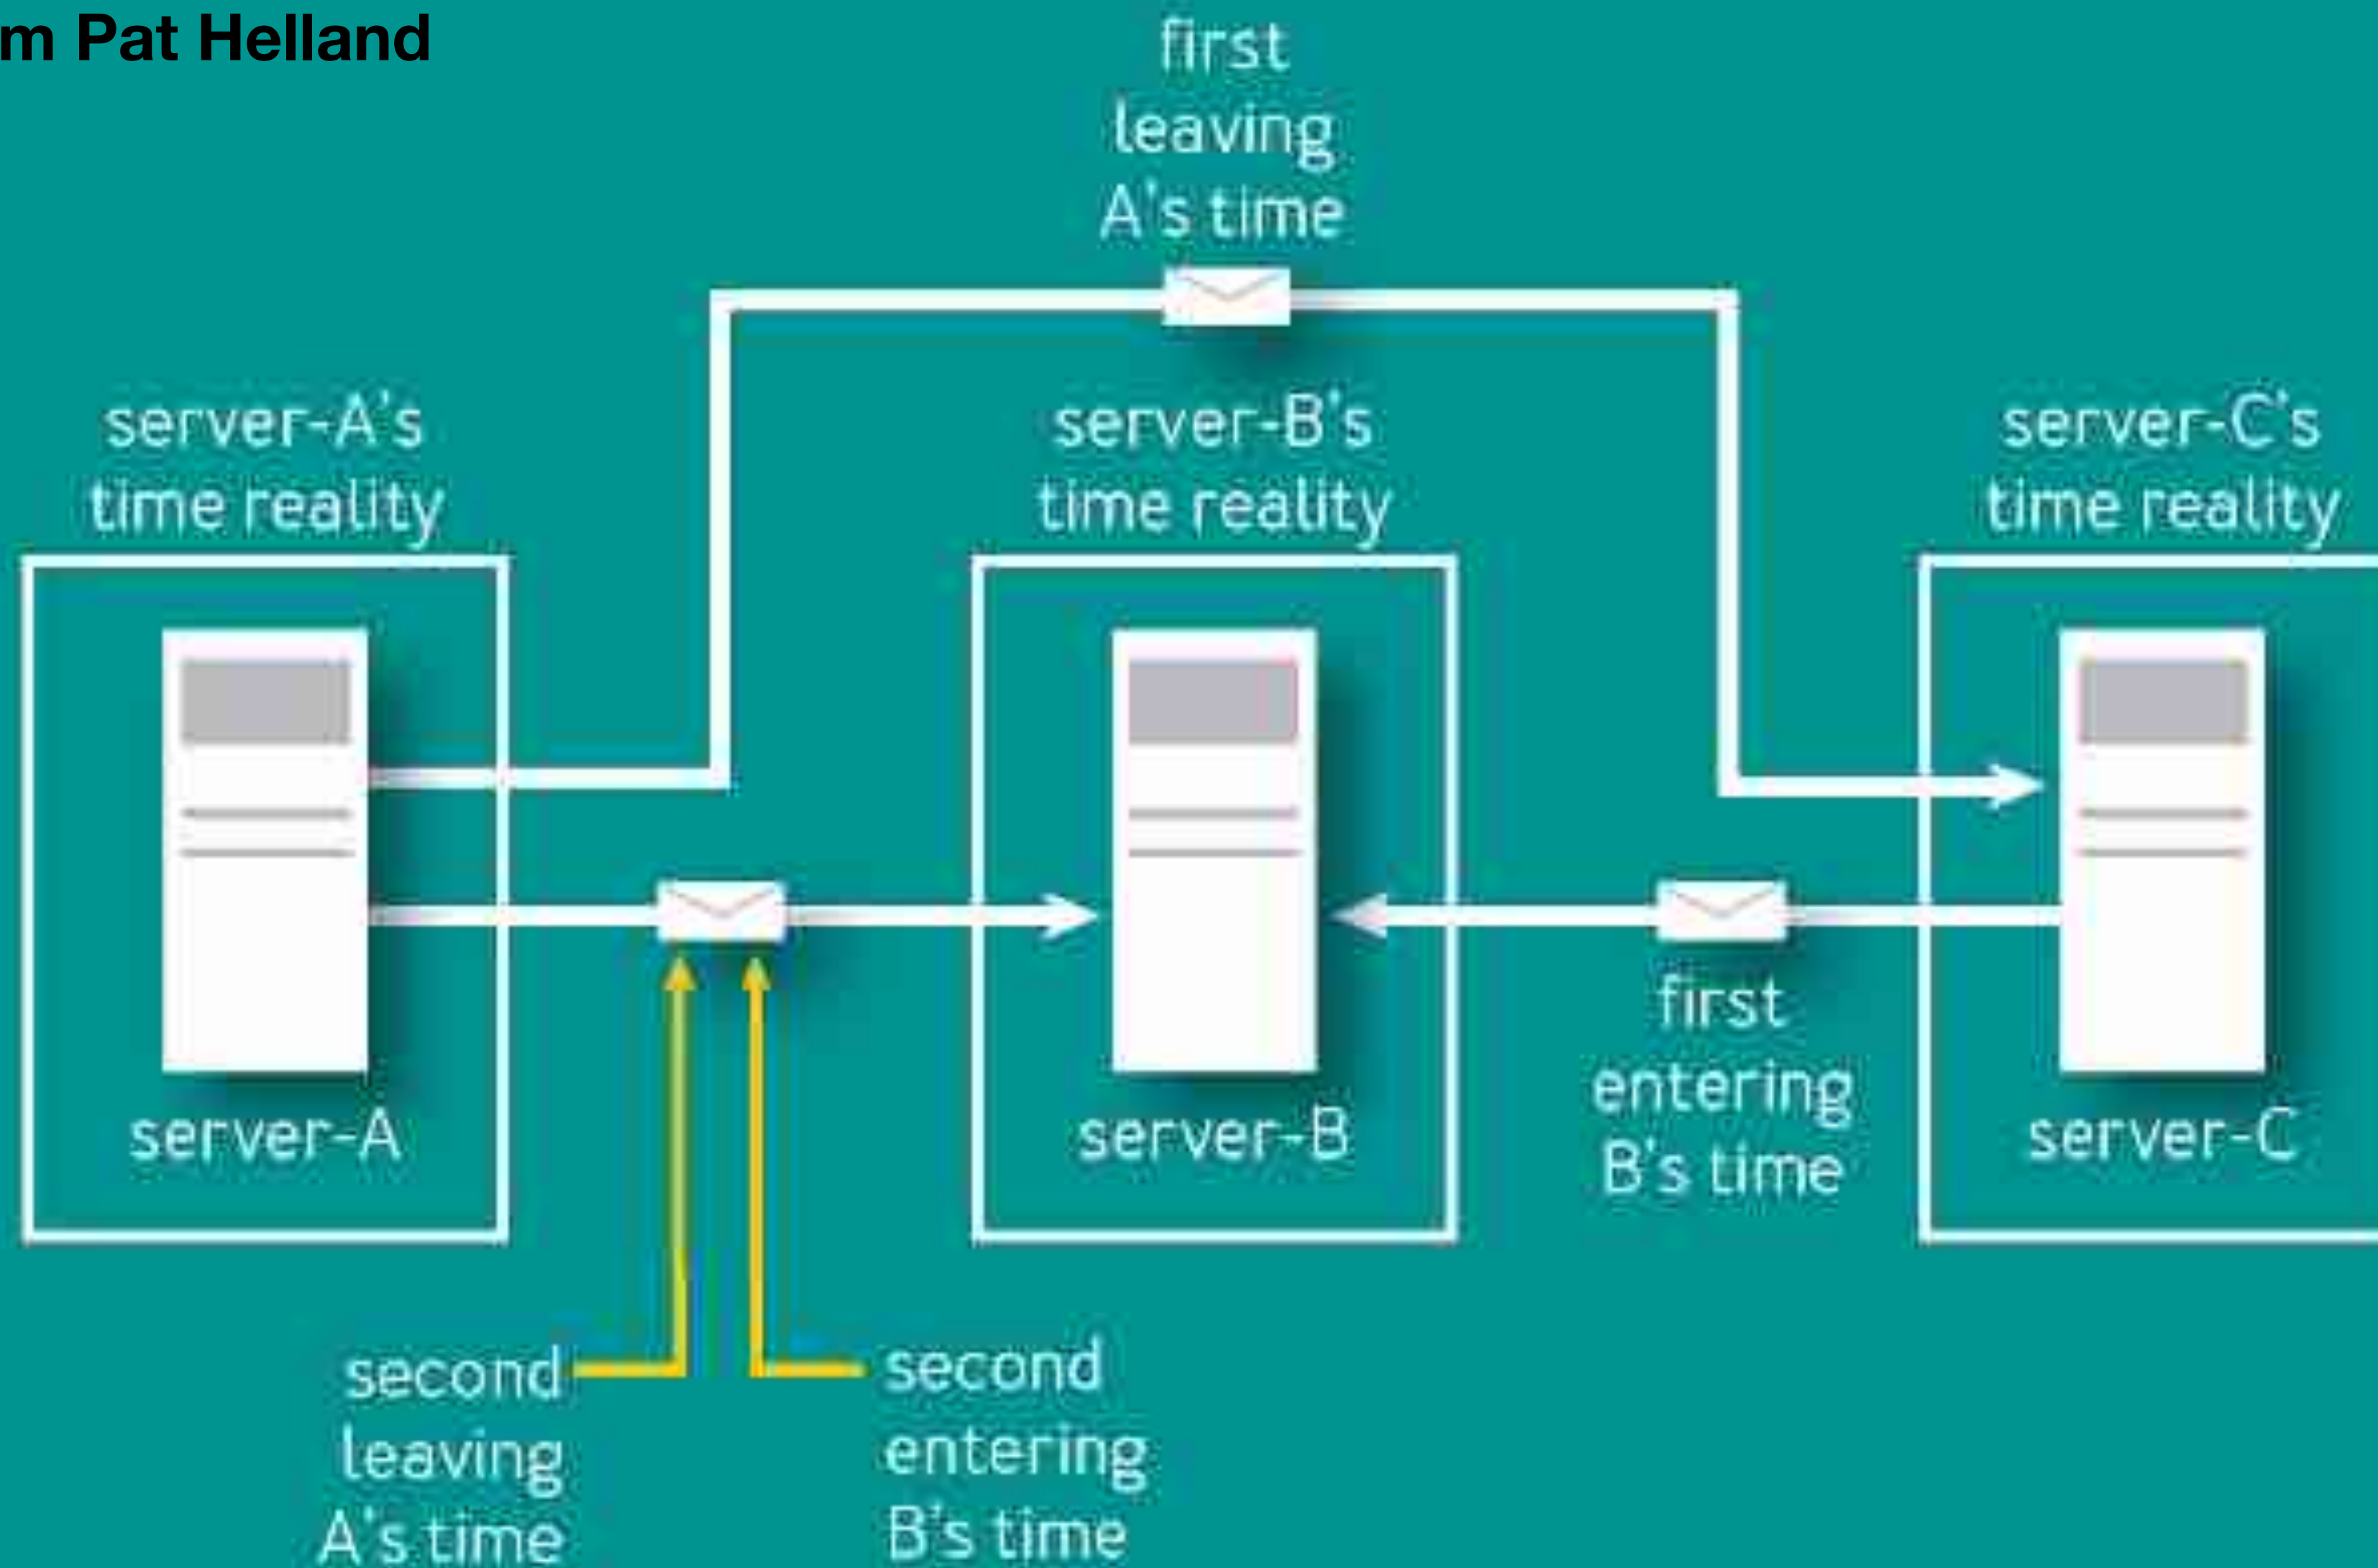 m Pat Helland
first
leaving
A's time
server-A's
time reality
server-B's
time reality
server-C's
time reality
first
entering
B's time
server-A
server-B
server-C
second
leaving
A's time
second
entering
B's time